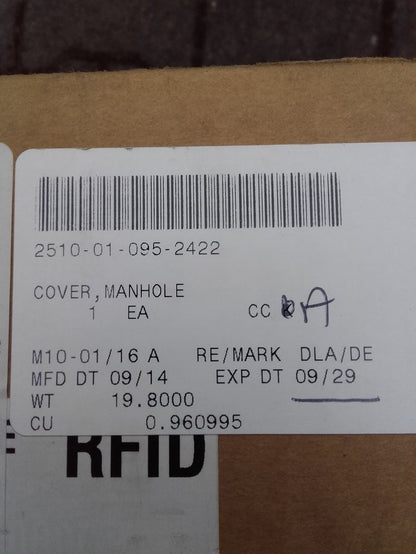 2510-01-095-2422
COVER,MANHOLE
1 EA CC A
M10-01/16 A RE/MARK DLA/DE
MFD DT 09/14 EXP DT 09/29
WT 19.8000
CU 0.960995
RFID